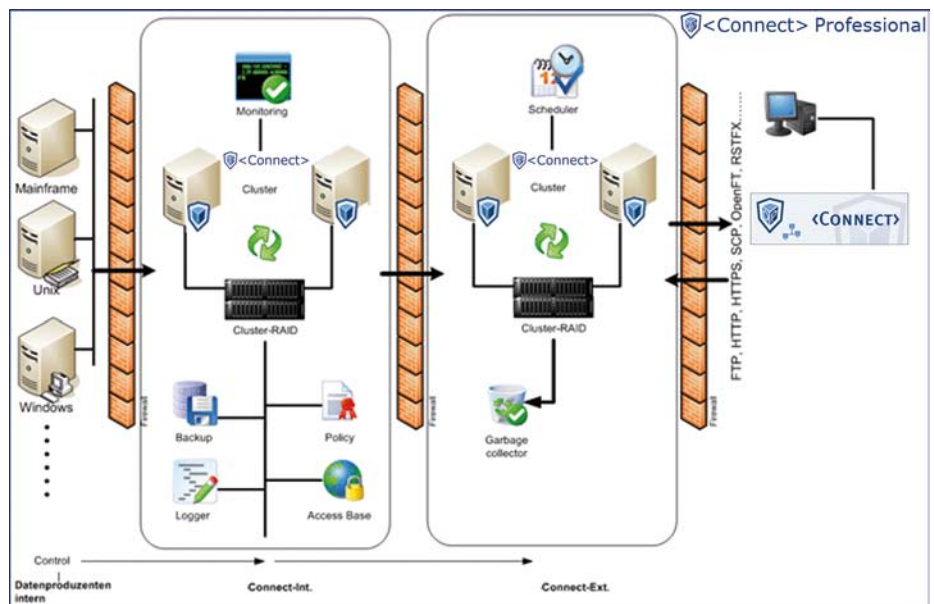 <Connect> Professional
Monitoring
<Connect>
Cluster
Cluster-RAID
Backup
Policy
Logger
Access Base
Scheduler
<Connect>
Cluster
Cluster-RAID
Garbage
collector
Mainframe
Unix
Windows
Firewall
Firewall
Firewall
FTP, HTTP, HTTPS, SCP, OpenFT, RSTFX......
<CONNECT>
Control
Datenproduzenten
intern
Connect-Int.
Connect-Ext.